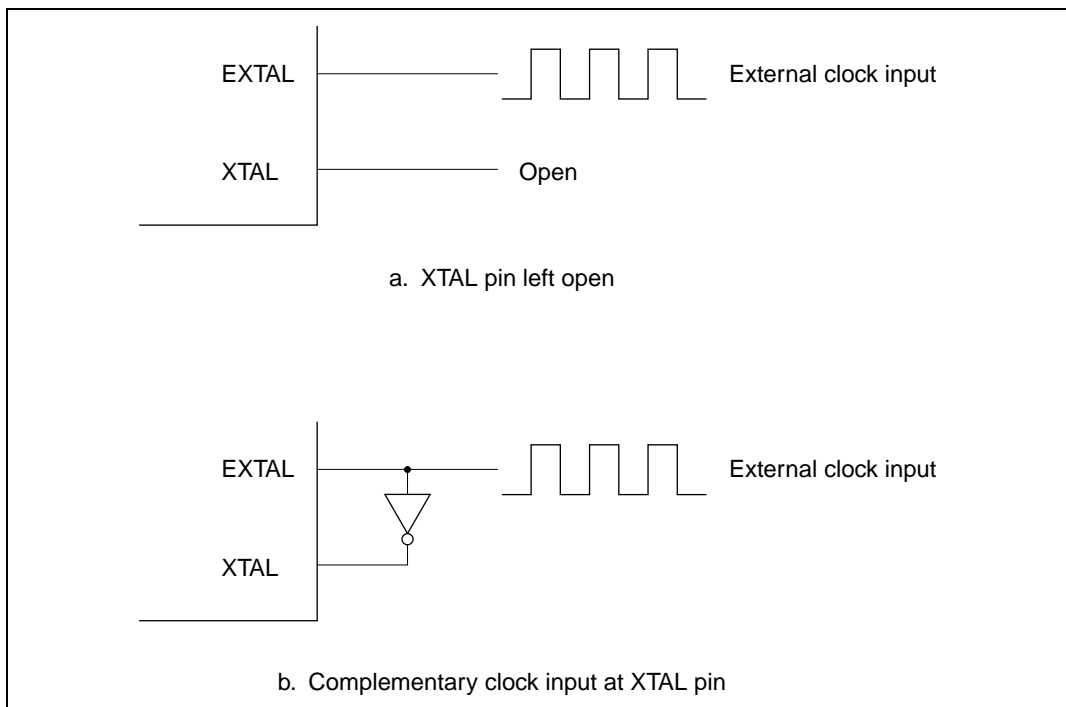 EXTAL
External clock input
XTAL
Open
a. XTAL pin left open
EXTAL
External clock input
XTAL
b. Complementary clock input at XTAL pin